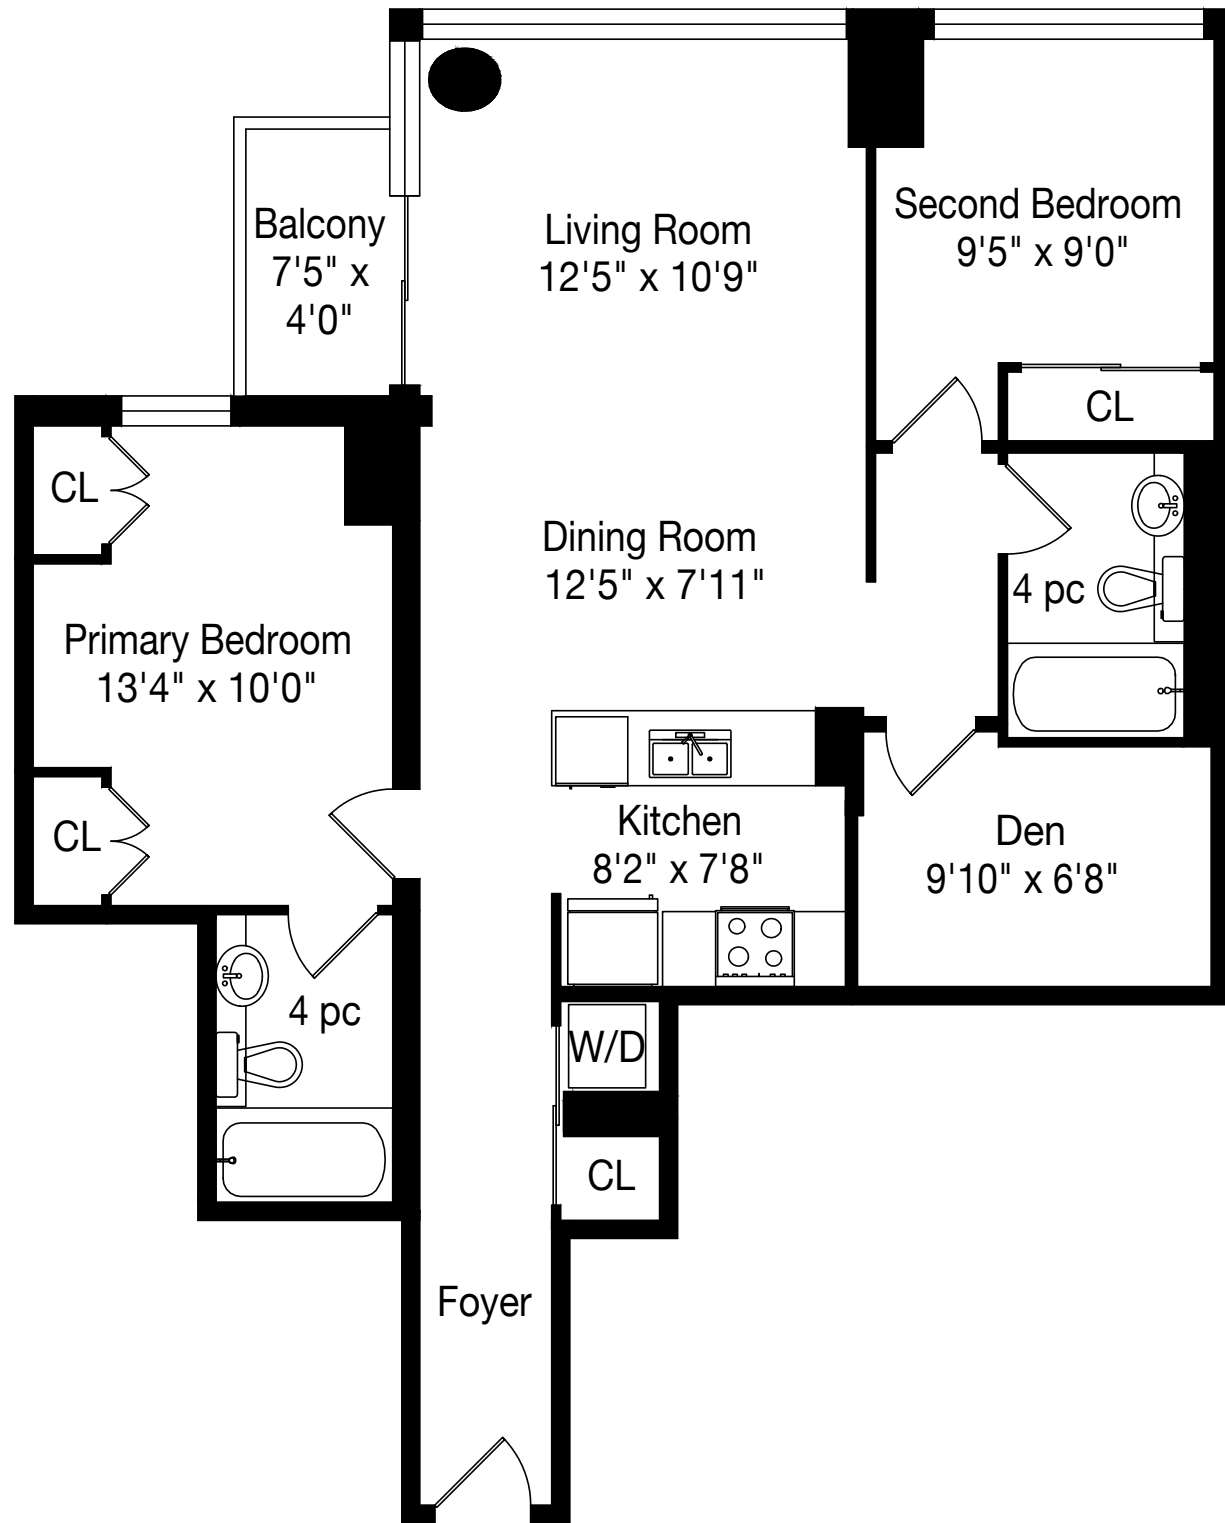 Balcony
7'5" x
4'0"
Living Room
12'5" x 10'9"
Second Bedroom
9'5" x 9'0"
CL
CL
Dining Room
12'5" x 7'11"
4 pc
Primary Bedroom
13'4" x 10'0"
CL
Kitchen
8'2" x 7'8"
Den
9'10" x 6'8"
4 pc
W/D
CL
Foyer